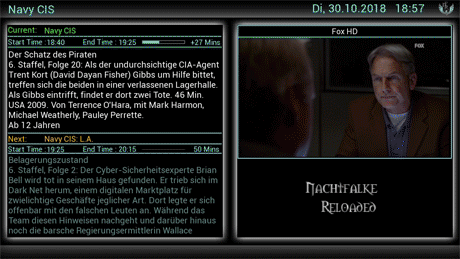 Navy CIS
Di, 30.10.2018 18:57
Current: Navy CIS
Start Time : 18:40 End Time : 19:25 +27 Mins
Der Schatz des Piraten
6. Staffel, Folge 20: Als der undurchsichtige CIA-Agent
Trent Kort (David Dayan Fisher) Gibbs um Hilfe bittet,
treffen sich die beiden in einer verlassenen Lagerhalle.
Als Gibbs eintrifft, findet er dort zwei Tote. 46 Min.
USA 2009. Von Terrence O'Hara, mit Mark Harmon,
Michael Weatherly, Pauley Perrette.
Ab 12 Jahren
Next: Navy CIS: L.A.
Start Time : 19:25 End Time : 20:15 50 Mins
Belagerungszustand
6. Staffel, Folge 2: Der Cyber-Sicherheitsexperte Brian
Bell wird tot in seinem Haus gefunden. Er trieb sich im
Dark Net herum, einem digitalen Marktplatz für
zwielichtige Geschäfte jeglicher Art. Dort legte er sich
offenbar mit den falschen Leuten an. Während das
Team diesen Hinweisen nachgeht und darüber hinaus
noch die barsche Regierungsermittlerin Wallace
Fox HD
FOX
Nachtfalke
Reloaded